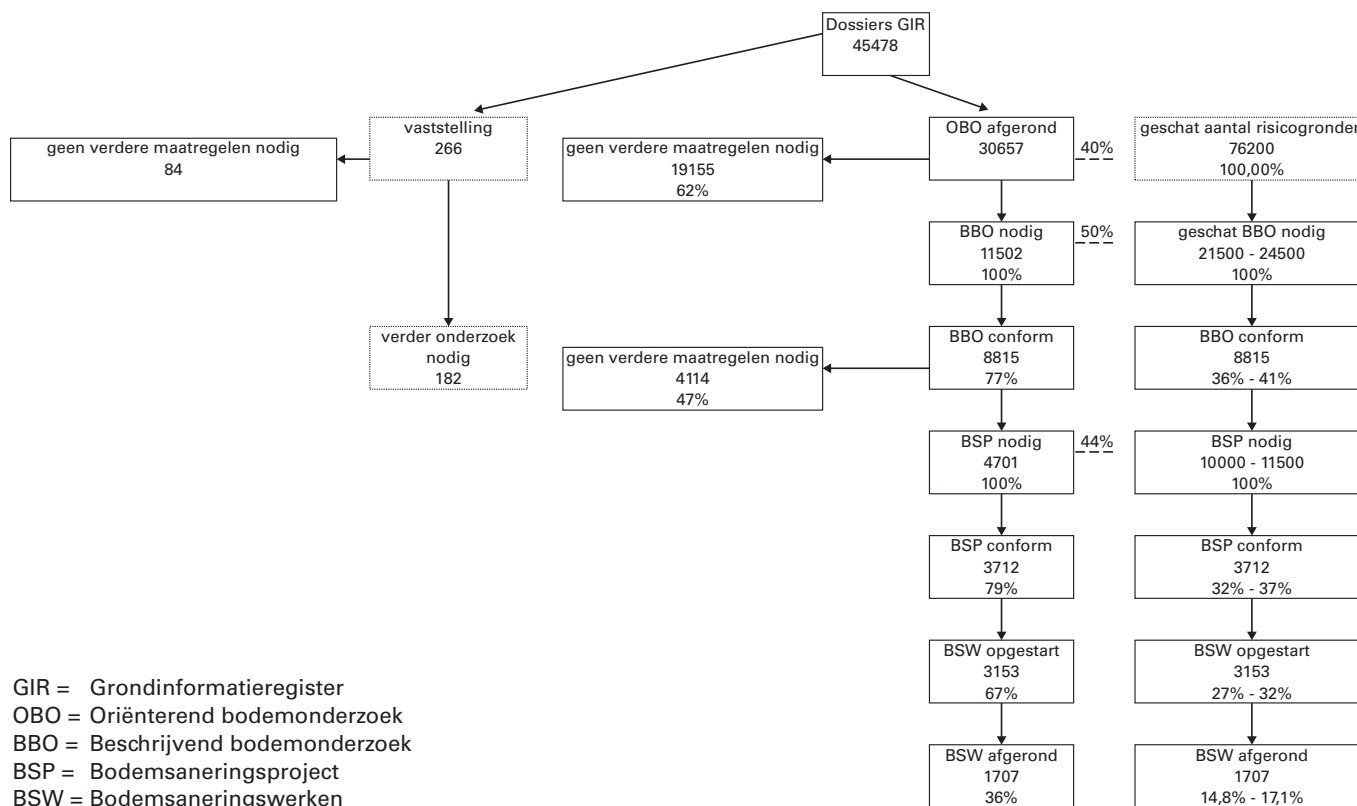 Dossiers GIR
45478
vaststelling
266
geen verdere maatregelen nodig
84
verder onderzoek
nodig
182
OBO afgerond
30657
40%
geen verdere maatregelen nodig
19155
62%
geschat aantal risicogronden
76200
100,00%
BBO nodig
11502
100%
50%
geschat BBO nodig
21500 - 24500
100%
BBO conform
8815
77%
geen verdere maatregelen nodig
4114
47%
BBO conform
8815
36% - 41%
BSP nodig
4701
100%
44%
BSP nodig
10000 - 11500
100%
BSP conform
3712
79%
BSP conform
3712
32% - 37%
BSW opgestart
3153
67%
BSW opgestart
3153
27% - 32%
BSW afgerond
1707
36%
BSW afgerond
1707
14,8% - 17,1%
GIR = Grondinformatieregister
OBO = Oriënterend bodemonderzoek
BBO = Beschrijvend bodemonderzoek
BSP = Bodemsaneringsproject
BSW = Bodemsaneringswerken